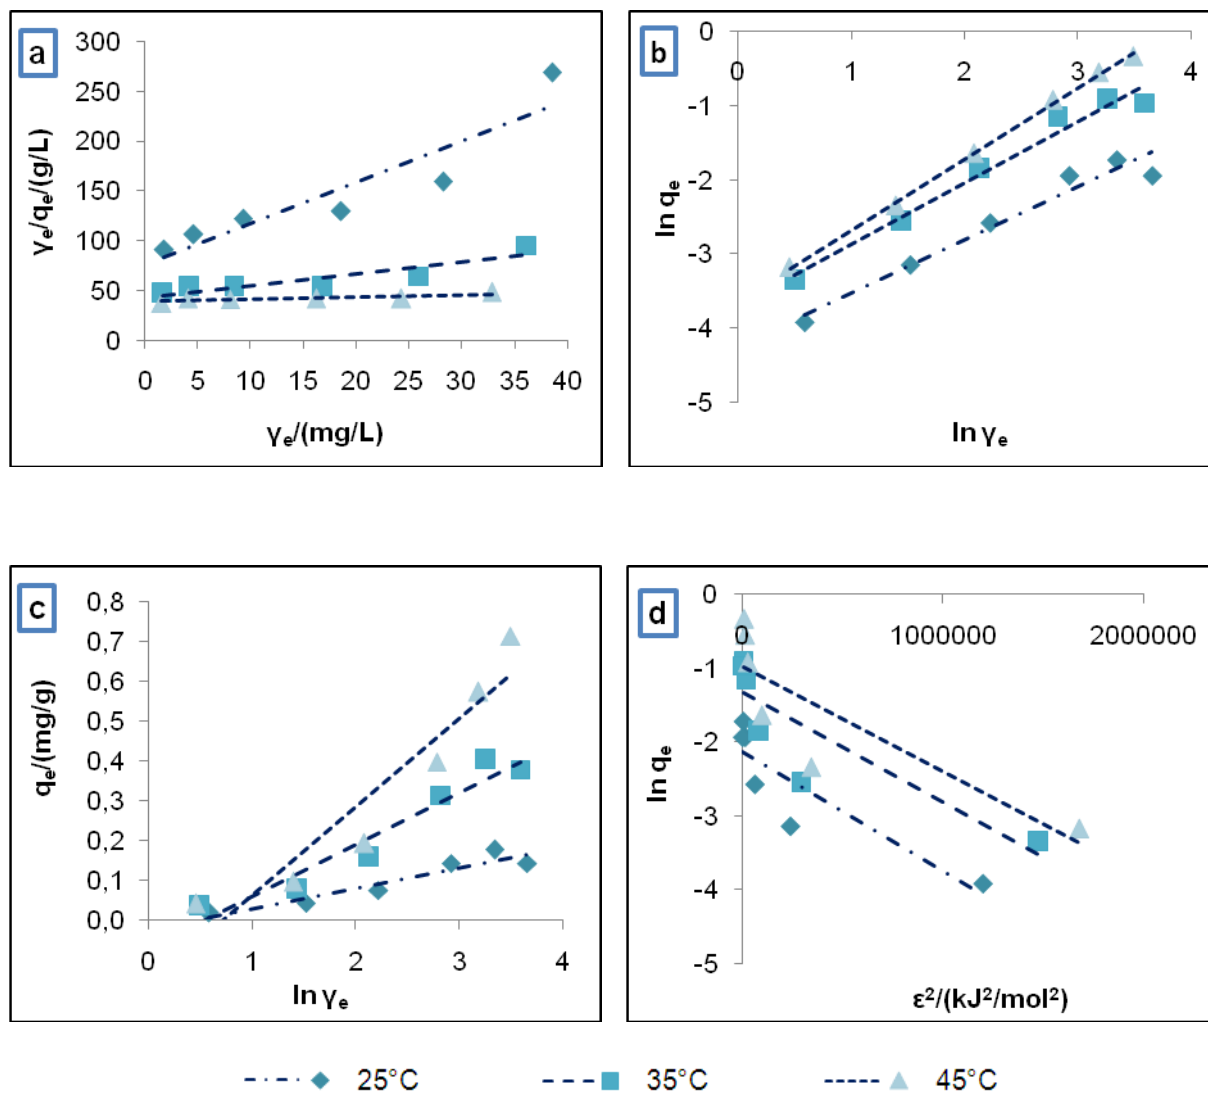 a
300
250
200
150
100
50
0
γe/qe/(g/L)
0 5 10 15 20 25 30 35 40
γe/(mg/L)
b
0
-1
-2
-3
-4
-5
0 1 2 3 4
ln qe
ln γe
c
0,8
0,7
0,6
0,5
0,4
0,3
0,2
0,1
0,0
qe/(mg/g)
0 1 2 3 4
ln γe
d
0
-1
-2
-3
-4
-5
0 1000000 2000000
ln qe
ε²/(kJ²/mol²)
25°C 35°C 45°C